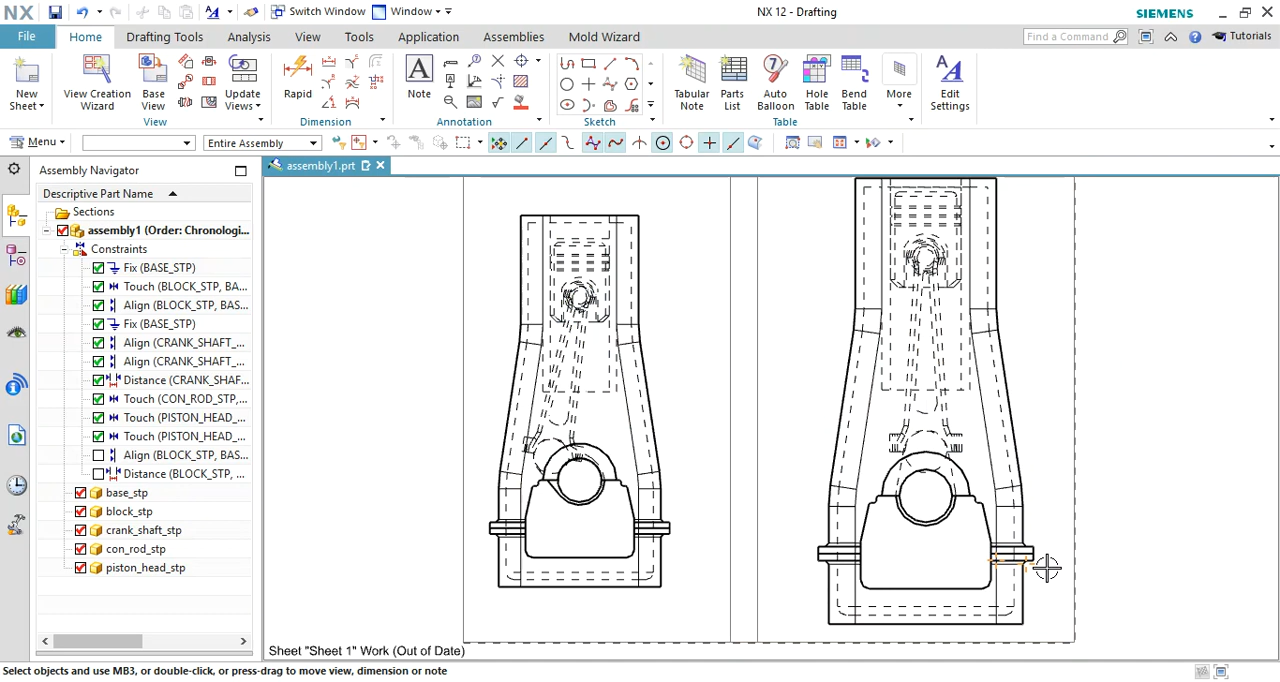 NX
Switch Window
Window
NX 12 - Drafting
SIEMENS
File
Home
Drafting Tools
Analysis
View
Tools
Application
Assemblies
Mold Wizard
Find a Command
Tutorials
New
Sheet
View Creation
Wizard
Base
View
Update
Views
Rapid
Note
Tabular
Note
Parts
List
Auto
Balloon
Hole
Table
Bend
Table
More
Edit
Settings
View
Dimension
Annotation
Sketch
Table
Menu
Entire Assembly
Assembly Navigator
assembly1.prt
Descriptive Part Name
Sections
assembly1 (Order: Chronologi...
Constraints
Fix (BASE_STP)
Touch (BLOCK_STP, BA...
Align (BLOCK_STP, BAS...
Fix (BASE_STP)
Align (CRANK_SHAFT_...
Align (CRANK_SHAFT_...
Distance (CRANK_SHAF...
Touch (CON_ROD_STP,...
Touch (PISTON_HEAD_...
Touch (PISTON_HEAD_...
Align (BLOCK_STP, BAS...
Distance (BLOCK_STP, ...
base_stp
block_stp
crank_shaft_stp
con_rod_stp
piston_head_stp
Sheet "Sheet 1" Work (Out of Date)
Select objects and use MB3, or double-click, or press-drag to move view, dimension or note